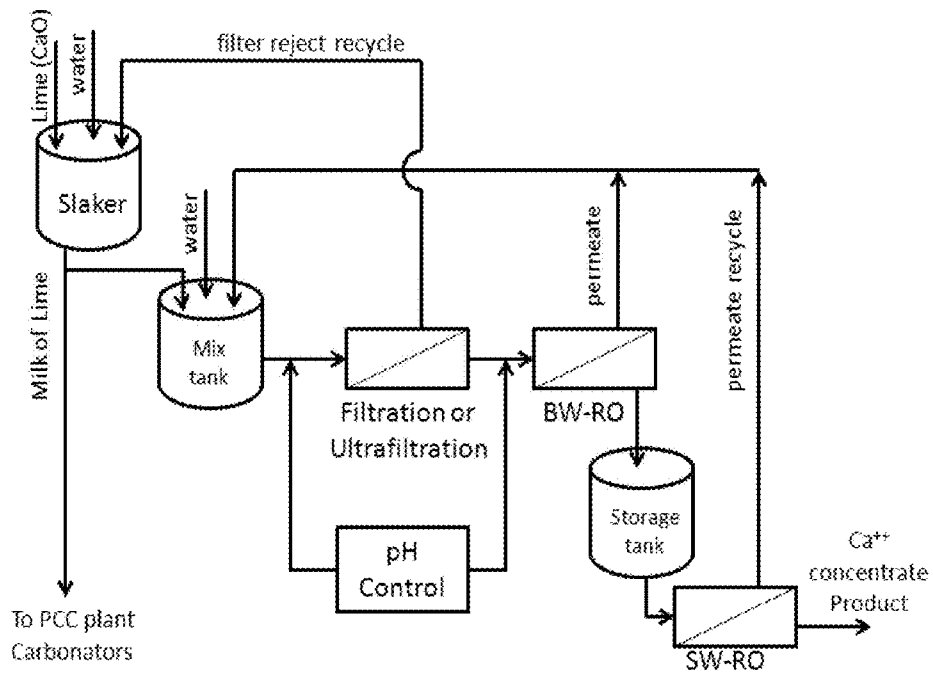 Lime (CaO)
water
filter reject recycle
Slaker
Milk of Lime
water
Mix
tank
permeate
permeate recycle
Filtration or
Ultrafiltration
BW-RO
pH
Control
Storage
tank
Ca++
concentrate
Product
SW-RO
To PCC plant
Carbonators